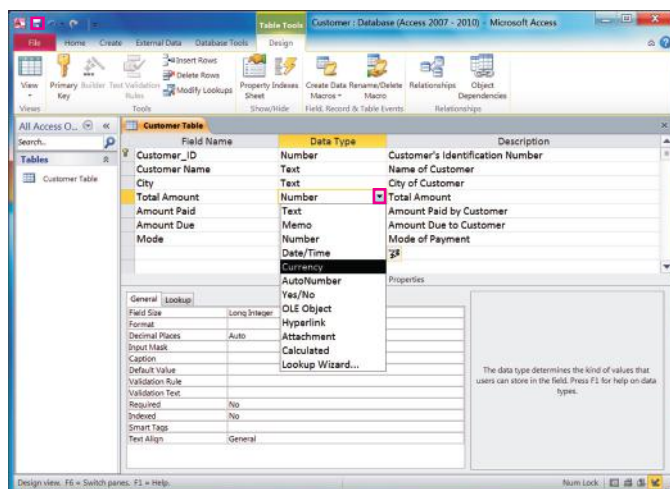 Table Tools
Customer : Database (Access 2007 - 2010) - Microsoft Access
File Home Create External Data Database Tools Design
View
Primary Key
Builder
Test Validation Rules
Insert Rows
Delete Rows
Modify Lookups
Property Sheet
Indexes
Create Data Macros
Rename/Delete Macro
Relationships
Object Dependencies
Views Tools Show/Hide Field, Record & Table Events Relationships
All Access O... «
Customer Table
Search...
Tables
Customer Table
Field Name Data Type Description
Customer_ID Number Customer's Identification Number
Customer Name Text Name of Customer
City Text City of Customer
Total Amount Number Total Amount
Amount Paid Text Amount Paid by Customer
Amount Due Memo Amount Due to Customer
Mode Number Mode of Payment
Date/Time
Currency
Properties
AutoNumber
Yes/No
OLE Object
Hyperlink
Attachment
Calculated
Lookup Wizard...
General Lookup
Field Size Long Integer
Format
Decimal Places Auto
Input Mask
Caption
Default Value
Validation Rule
Validation Text
Required No
Indexed No
Smart Tags
Text Align General
The data type determines the kind of values that
users can store in the field. Press F1 for help on data
types.
Design view. F6 = Switch panes. F1 = Help.
Num Lock